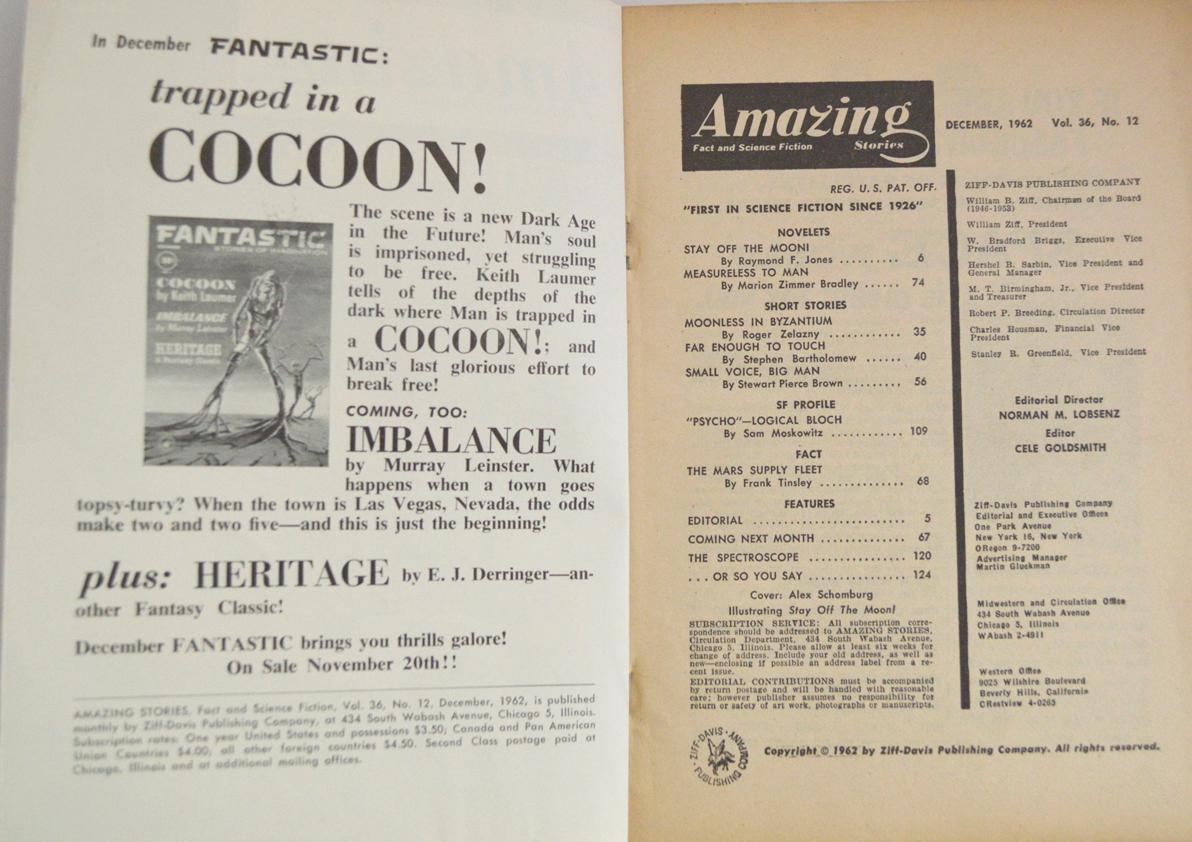 In December FANTASTIC:
trapped in a
COCOON!
FANTASTIC
COCOON
by Keith Laumer
IMBALANCE
by Murray Leinster
HERITAGE
A Fantasy Classic
The scene is a new Dark Age
in the Future! Man's soul
is imprisoned, yet struggling
to be free. Keith Laumer
tells of the depths of the
dark where Man is trapped in
a COCOON!; and
Man's last glorious effort to
break free!
COMING, TOO:
IMBALANCE
by Murray Leinster. What
happens when a town goes
topsy-turvy? When the town is Las Vegas, Nevada, the odds
make two and two five—and this is just the beginning!
plus: HERITAGE by E. J. Derringer—an-
other Fantasy Classic!
December FANTASTIC brings you thrills galore!
On Sale November 20th!!
AMAZING STORIES, Fact and Science Fiction, Vol. 36, No. 12, December, 1962, is published
monthly by Ziff-Davis Publishing Company, at 434 South Wabash Avenue, Chicago 5, Illinois.
Subscription rates: One year United States and possessions $3.50; Canada and Pan American
Union Countries $4.00; all other foreign countries $4.50. Second Class postage paid at
Chicago, Illinois and at additional mailing offices.
Amazing
Fact and Science Fiction Stories
DECEMBER, 1962 Vol. 36, No. 12
REG. U. S. PAT. OFF.
"FIRST IN SCIENCE FICTION SINCE 1926"
NOVELETS
STAY OFF THE MOON!
By Raymond F. Jones .......... 6
MEASURELESS TO MAN
By Marion Zimmer Bradley ...... 74
SHORT STORIES
MOONLESS IN BYZANTIUM
By Roger Zelazny ............ 35
FAR ENOUGH TO TOUCH
By Stephen Bartholomew ...... 40
SMALL VOICE, BIG MAN
By Stewart Pierce Brown ......... 56
SF PROFILE
"PSYCHO"—LOGICAL BLOCH
By Sam Moskowitz ............ 109
FACT
THE MARS SUPPLY FLEET
By Frank Tinsley .............. 68
FEATURES
EDITORIAL ........................ 5
COMING NEXT MONTH ............. 67
THE SPECTROSCOPE ............... 120
. . . OR SO YOU SAY ............... 124
Cover: Alex Schomburg
Illustrating Stay Off The Moon!
SUBSCRIPTION SERVICE: All subscription corre-
spondence should be addressed to AMAZING STORIES,
Circulation Department, 434 South Wabash Avenue,
Chicago 5, Illinois. Please allow at least six weeks for
change of address. Include your old address, as well as
new—enclosing if possible an address label from a re-
cent issue.
EDITORIAL CONTRIBUTIONS must be accompanied
by return postage and will be handled with reasonable
care; however publisher assumes no responsibility for
return or safety of art work, photographs or manuscripts.
ZIFF-DAVIS PUBLISHING COMPANY
William B. Ziff, Chairman of the Board
(1946-1953)
William Ziff, President
W. Bradford Briggs, Executive Vice
President
Hershel B. Sarbin, Vice President and
General Manager
M. T. Birmingham, Jr., Vice President
and Treasurer
Robert P. Breeding, Circulation Director
Charles Housman, Financial Vice
President
Stanley R. Greenfield, Vice President
Editorial Director
NORMAN M. LOBSENZ
Editor
CELE GOLDSMITH
Ziff-Davis Publishing Company
Editorial and Executive Offices
One Park Avenue
New York 16, New York
ORegon 9-7200
Advertising Manager
Martin Gluckman
Midwestern and Circulation Office
434 South Wabash Avenue
Chicago 5, Illinois
WAbash 2-4911
Western Office
9025 Wilshire Boulevard
Beverly Hills, California
CRestview 4-0265
ZIFF-DAVIS PUBLISHING COMPANY
Copyright © 1962 by Ziff-Davis Publishing Company. All rights reserved.